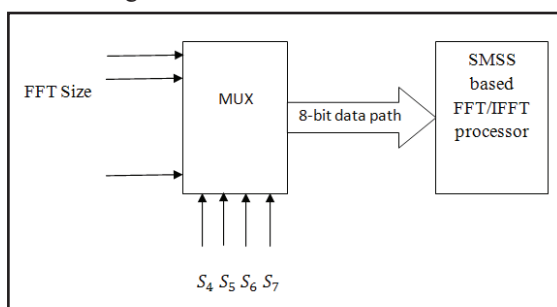 FFT Size
MUX
8-bit data path
SMSS
based
FFT/IFFT
processor
S₄ S₅ S₆ S₇